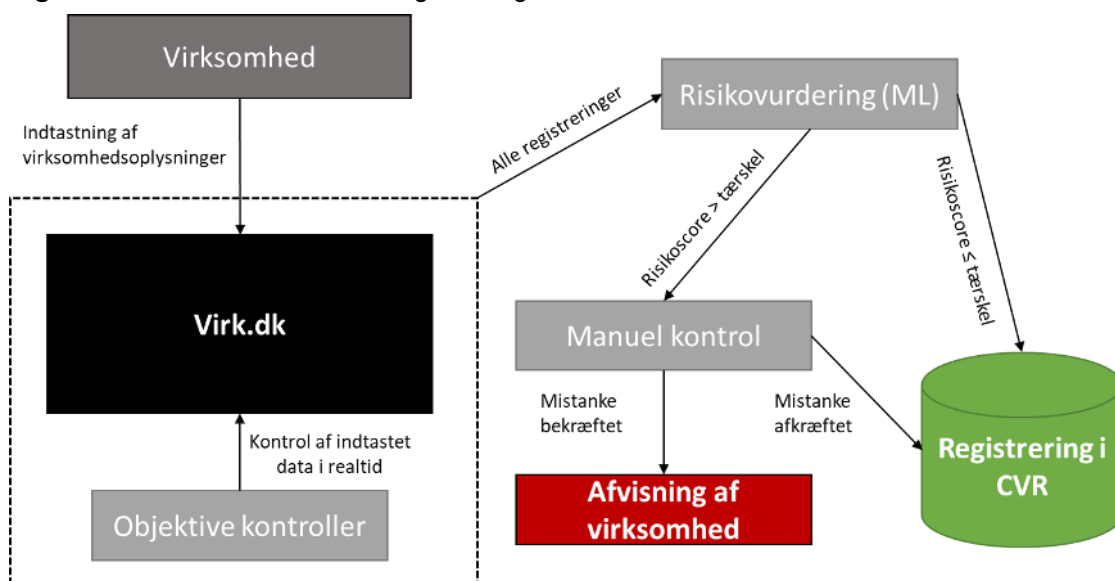 Virksomhed
Indtastning af
virksomhedsoplysninger
Virk.dk
Kontrol af indtastet
data i realtid
Objektive kontroller
Alle registreringer
Risikovurdering (ML)
Risikoscore > tærskel
Risikoscore ≤ tærskel
Manuel kontrol
Mistanke
bekræftet
Mistanke
afkræftet
Afvisning af
virksomhed
Registrering i
CVR